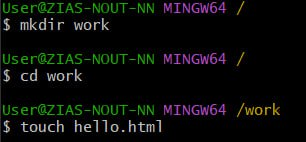 User@ZIAS-NOUT-NN MINGW64 /
$ mkdir work
User@ZIAS-NOUT-NN MINGW64 /
$ cd work
User@ZIAS-NOUT-NN MINGW64 /work
$ touch hello.html